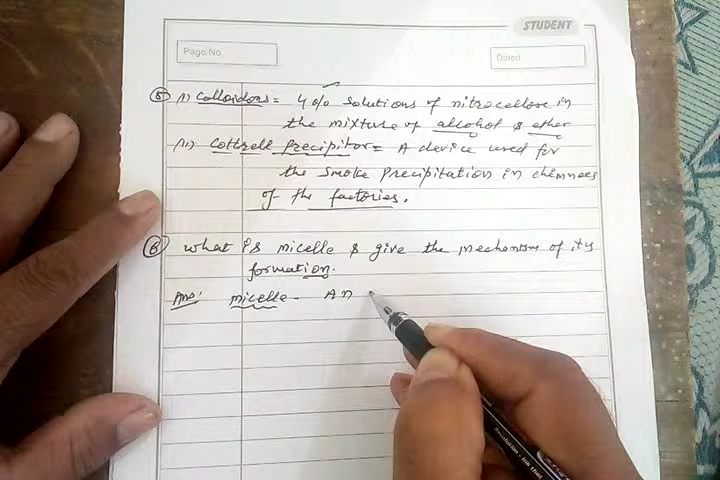 STUDENT
Page No.
Dated
(5) (i) Colloidons = 4% solutions of nitrocellose in
the mixture of alcohol & ether
(ii) Cottrell Precipitor = A device used for
the smoke Precipitation in chimnees
of the factories.
(6) what is micelle & give the mechanism of its
formation.
Ans: micelle - An